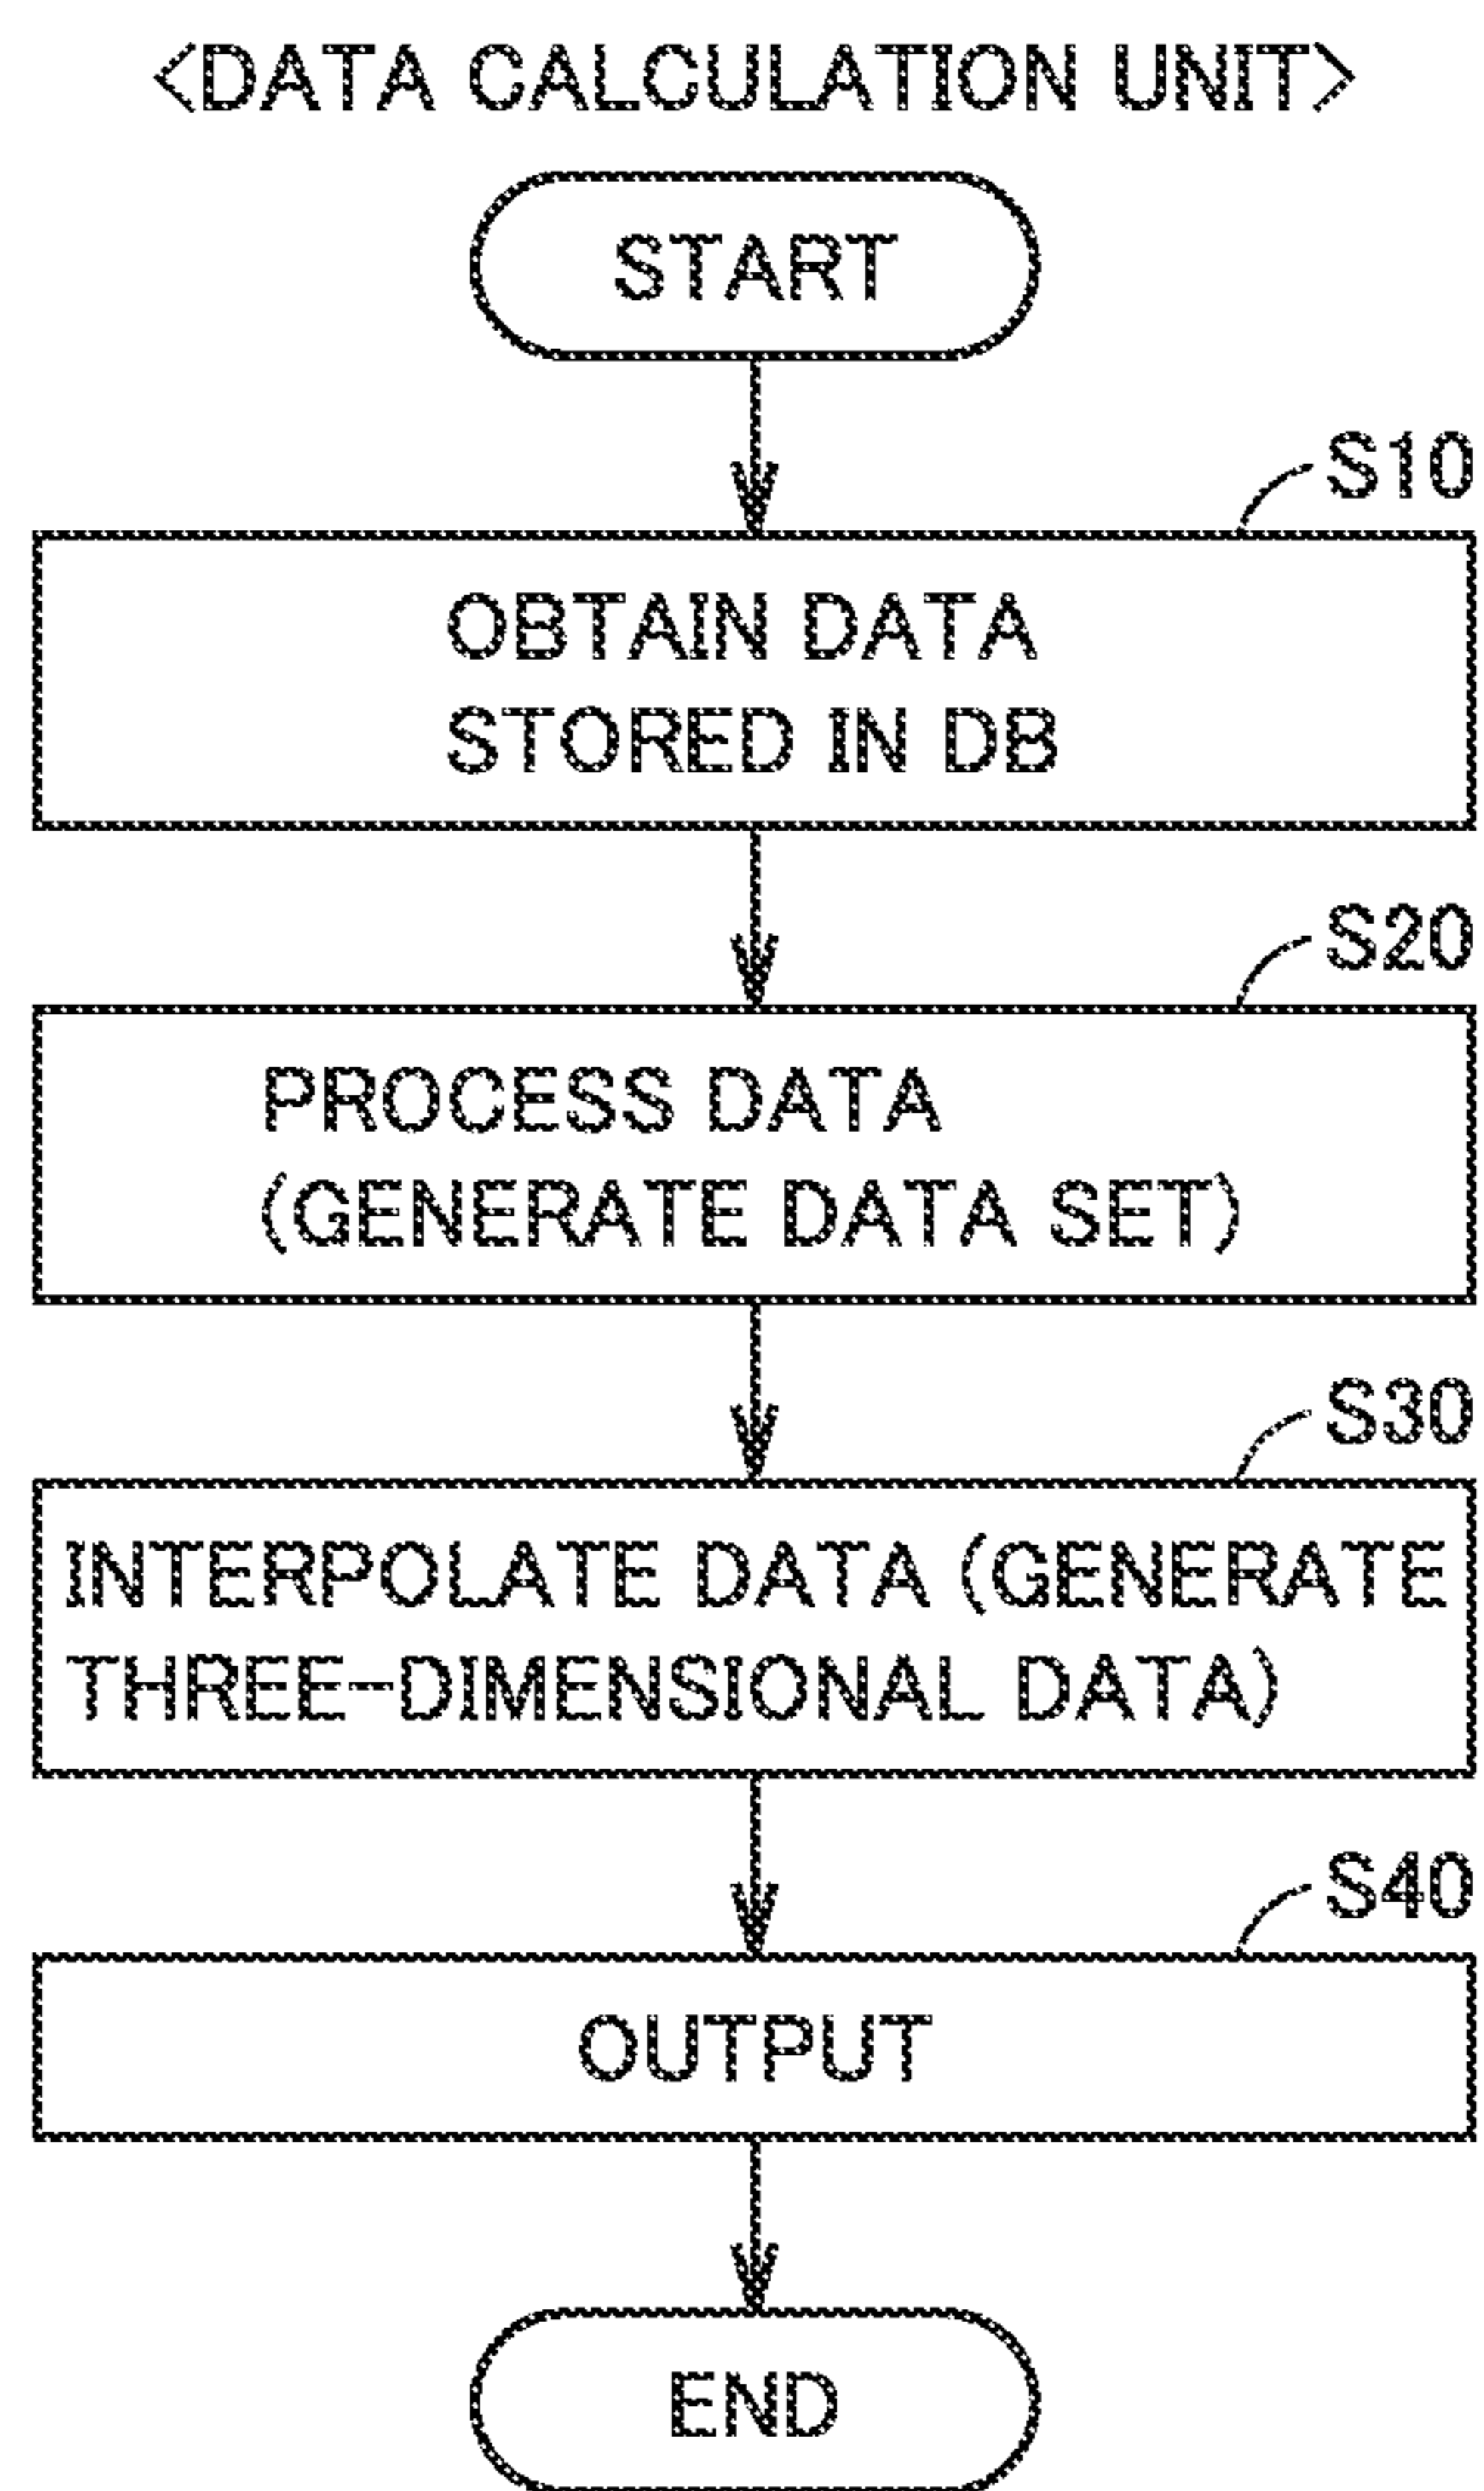 <DATA CALCULATION UNIT>
START
S10
OBTAIN DATA
STORED IN DB
S20
PROCESS DATA
(GENERATE DATA SET)
S30
INTERPOLATE DATA (GENERATE
THREE-DIMENSIONAL DATA)
S40
OUTPUT
END